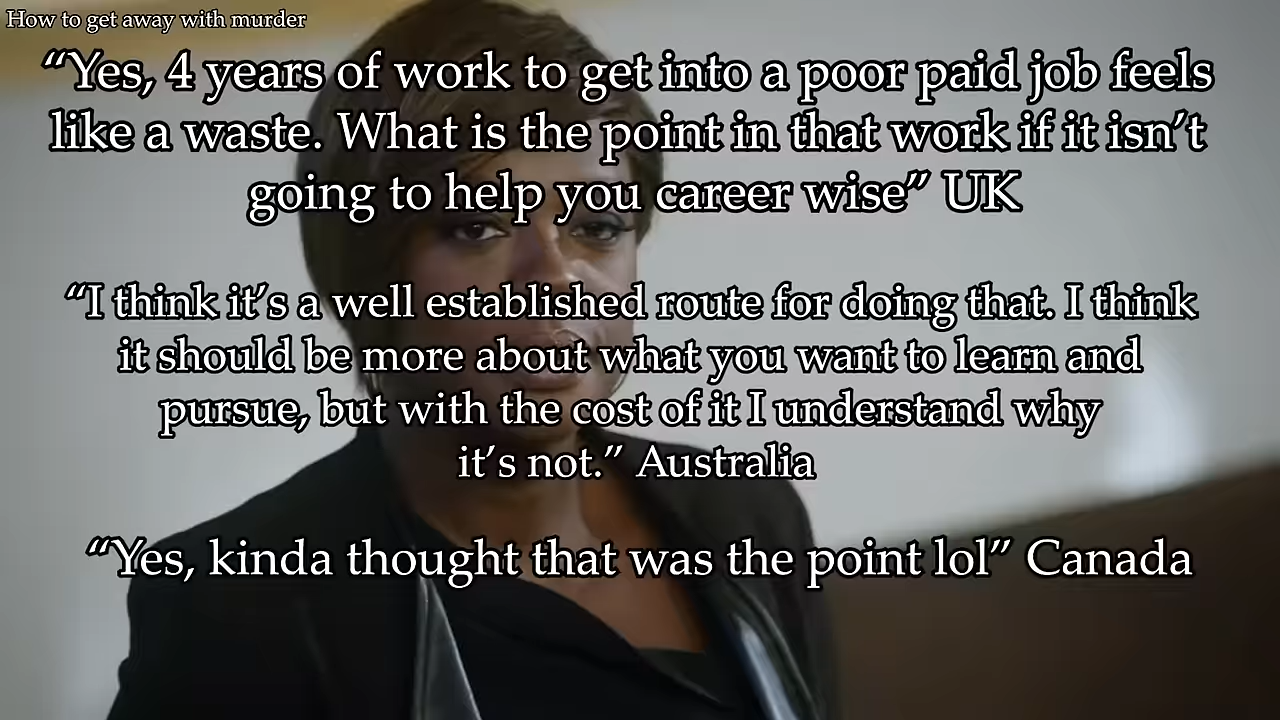 How to get away with murder
“Yes, 4 years of work to get into a poor paid job feels
like a waste. What is the point in that work if it isn’t
going to help you career wise” UK
“I think it’s a well established route for doing that. I think
it should be more about what you want to learn and
pursue, but with the cost of it I understand why
it’s not.” Australia
“Yes, kinda thought that was the point lol” Canada